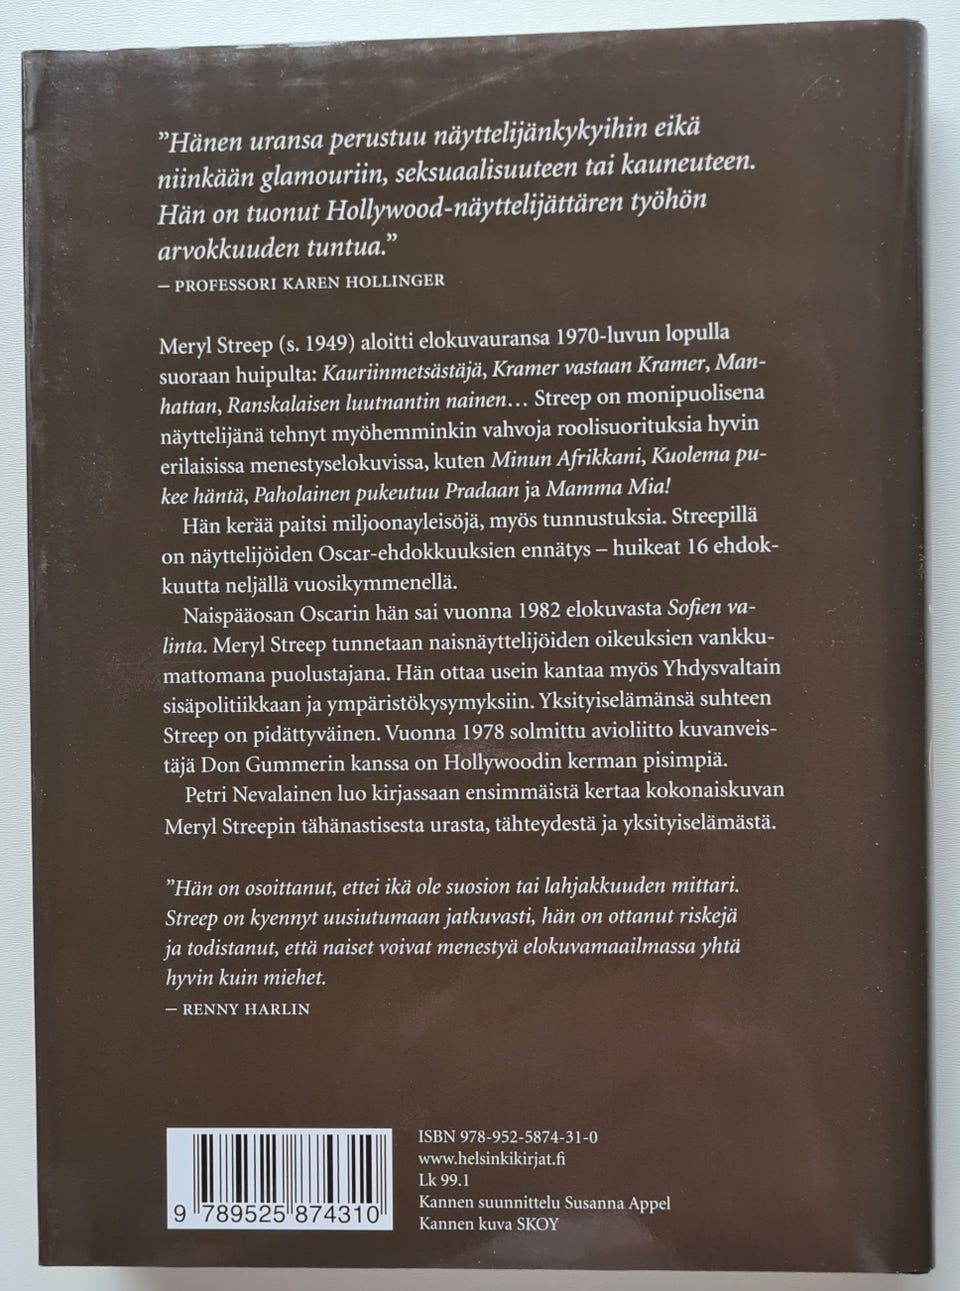 ”Hänen uransa perustuu näyttelijänkykyihin eikä
niinkään glamouriin, seksuaalisuuteen tai kauneuteen.
Hän on tuonut Hollywood-näyttelijättären työhön
arvokkuuden tuntua.”
– PROFESSORI KAREN HOLLINGER
Meryl Streep (s. 1949) aloitti elokuvauransa 1970-luvun lopulla
suoraan huipulta: Kauriinmetsästäjä, Kramer vastaan Kramer, Man-
hattan, Ranskalaisen luutnantin nainen… Streep on monipuolisena
näyttelijänä tehnyt myöhemminkin vahvoja roolisuorituksia hyvin
erilaisissa menestyselokuvissa, kuten Minun Afrikkani, Kuolema pu-
kee häntä, Paholainen pukeutuu Pradaan ja Mamma Mia!
Hän kerää paitsi miljoonayleisöjä, myös tunnustuksia. Streepillä
on näyttelijöiden Oscar-ehdokkuuksien ennätys – huikeat 16 ehdok-
kuutta neljällä vuosikymmenellä.
Naispääosan Oscarin hän sai vuonna 1982 elokuvasta Sofien va-
linta. Meryl Streep tunnetaan naisnäyttelijöiden oikeuksien vankku-
mattomana puolustajana. Hän ottaa usein kantaa myös Yhdysvaltain
sisäpolitiikkaan ja ympäristökysymyksiin. Yksityiselämänsä suhteen
Streep on pidättyväinen. Vuonna 1978 solmittu avioliitto kuvanveis-
täjä Don Gummerin kanssa on Hollywoodin kerman pisimpiä.
Petri Nevalainen luo kirjassaan ensimmäistä kertaa kokonaiskuvan
Meryl Streepin tähänastisesta urasta, tähteydestä ja yksityiselämästä.
”Hän on osoittanut, ettei ikä ole suosion tai lahjakkuuden mittari.
Streep on kyennyt uusiutumaan jatkuvasti, hän on ottanut riskejä
ja todistanut, että naiset voivat menestyä elokuvamaailmassa yhtä
hyvin kuin miehet.
– RENNY HARLIN
ISBN 978-952-5874-31-0
www.helsinkikirjat.fi
Lk 99.1
Kannen suunnittelu Susanna Appel
Kannen kuva SKOY
9 789525 874310